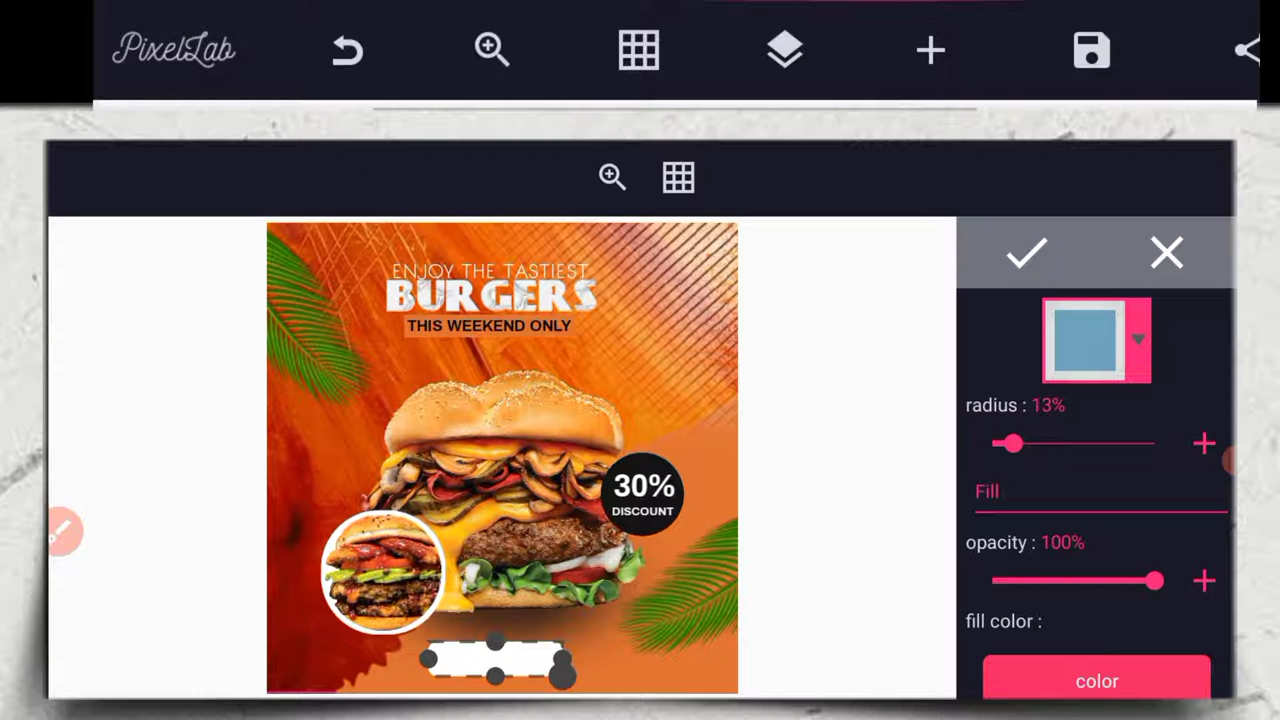 PixelLab
ENJOY THE TASTIEST
BURGERS
THIS WEEKEND ONLY
30%
DISCOUNT
radius : 13%
Fill
opacity : 100%
fill color :
color